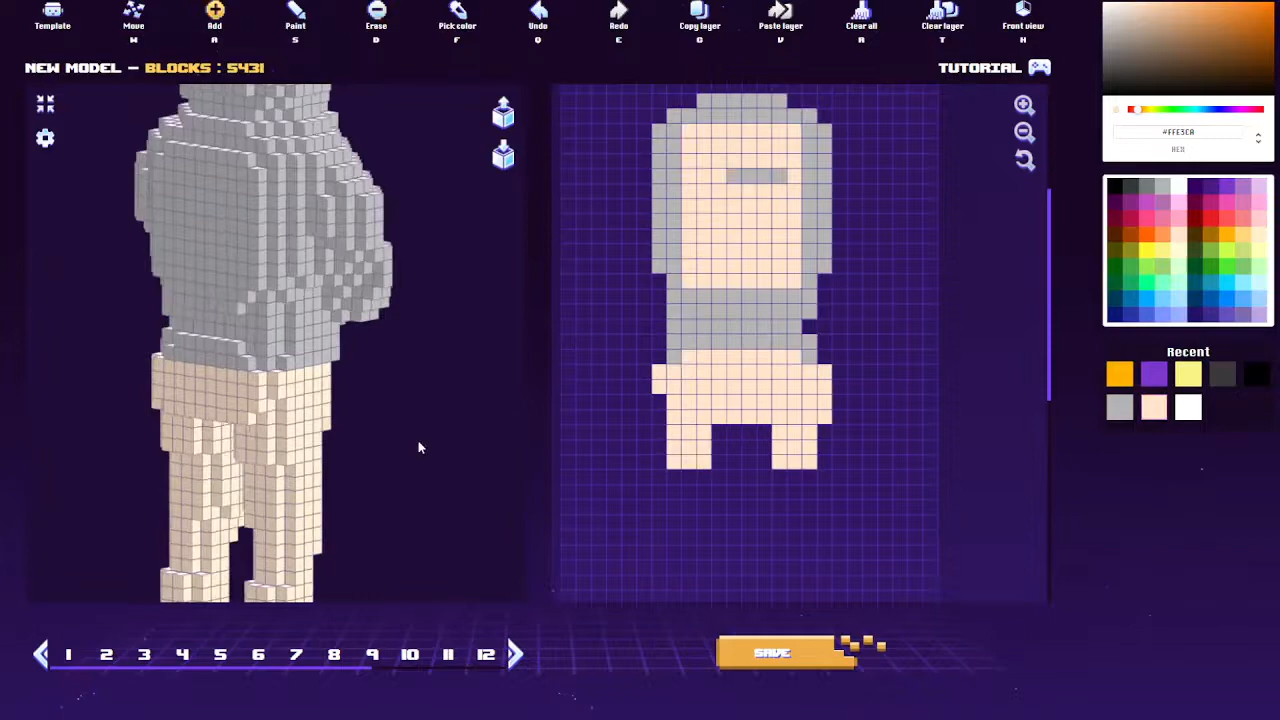 Template Move Add Paint Erase Pick color Undo Redo Copy layer Paste layer Clear all Clear layer Front view
M A S D F Q E G V R T H
NEW MODEL – BLOCKS : 5431
TUTORIAL
#FFE3CA
HEX
Recent
1 2 3 4 5 6 7 8 9 10 11 12
SAVE